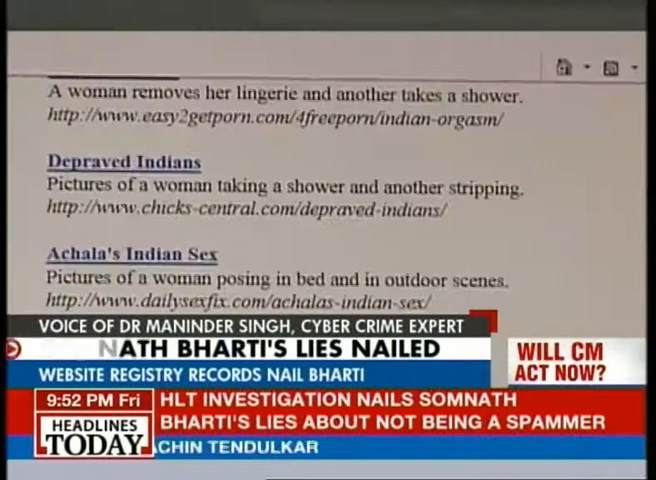 A woman removes her lingerie and another takes a shower.
http://www.easy2getporn.com/4freeporn/indian-orgasm/
Depraved Indians
Pictures of a woman taking a shower and another stripping.
http://www.chicks-central.com/depraved-indians/
Achala's Indian Sex
Pictures of a woman posing in bed and in outdoor scenes.
http://www.dailysexfix.com/achalas-indian-sex/
VOICE OF DR MANINDER SINGH, CYBER CRIME EXPERT
NATH BHARTI'S LIES NAILED
WEBSITE REGISTRY RECORDS NAIL BHARTI
WILL CM
ACT NOW?
9:52 PM Fri
HLT INVESTIGATION NAILS SOMNATH
BHARTI'S LIES ABOUT NOT BEING A SPAMMER
HEADLINES
TODAY
ACHIN TENDULKAR